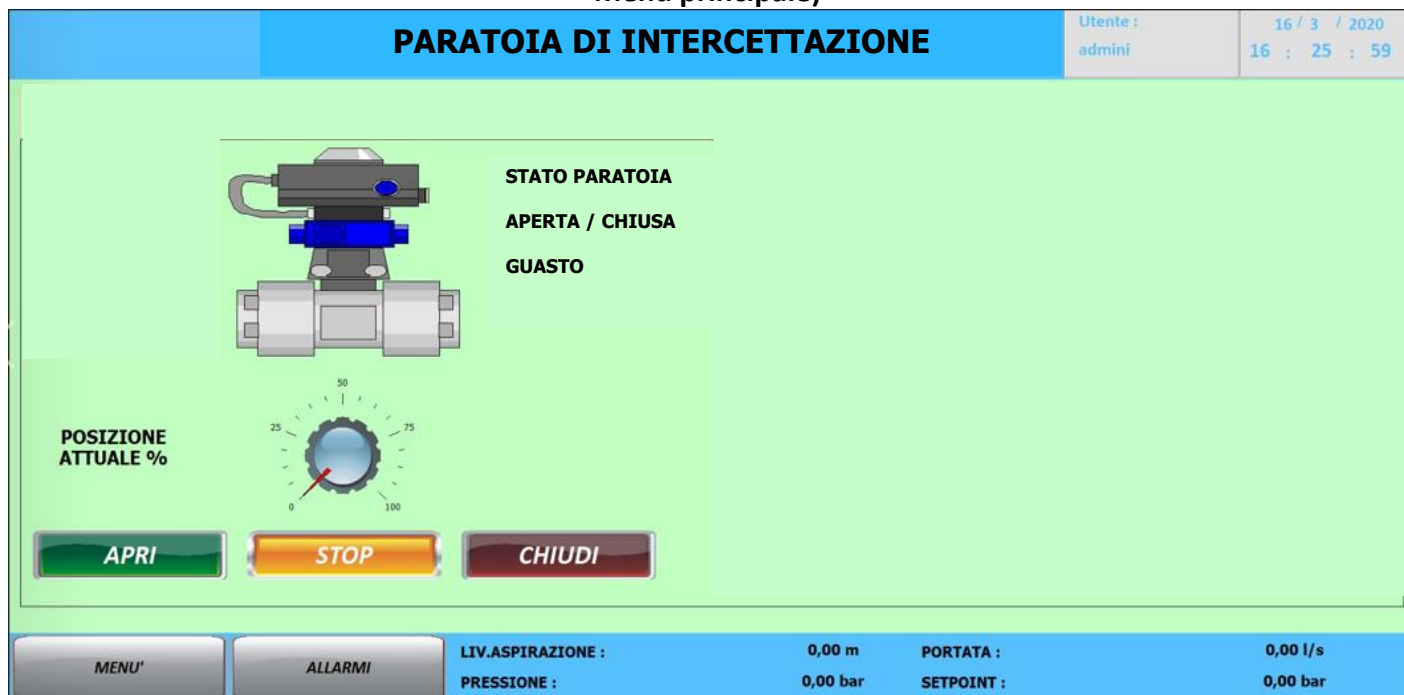 menu principale)
PARATOIA DI INTERCETTAZIONE
Utente :
admini
16 / 3 / 2020
16 : 25 : 59
STATO PARATOIA
APERTA / CHIUSA
GUASTO
POSIZIONE
ATTUALE %
0
25
50
75
100
APRI
STOP
CHIUDI
MENU'
ALLARMI
LIV.ASPIRAZIONE : 0,00 m
PRESSIONE : 0,00 bar
PORTATA : 0,00 l/s
SETPOINT : 0,00 bar